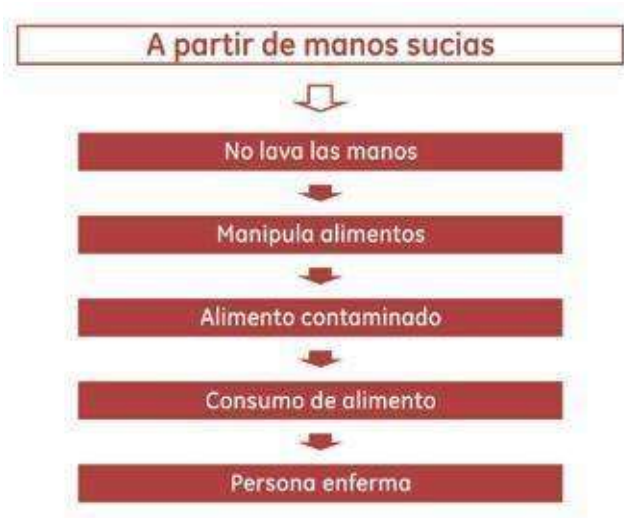 A partir de manos sucias
No lava las manos
Manipula alimentos
Alimento contaminado
Consumo de alimento
Persona enferma